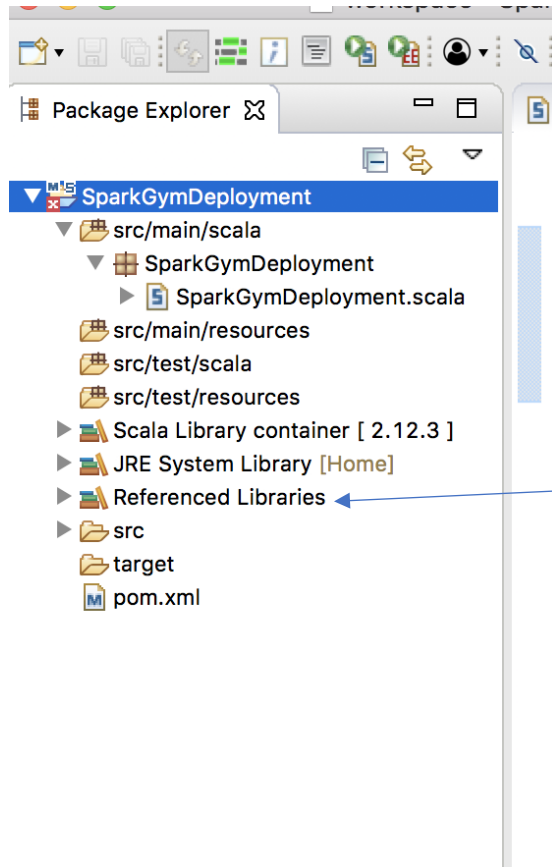 Package Explorer
SparkGymDeployment
src/main/scala
SparkGymDeployment
SparkGymDeployment.scala
src/main/resources
src/test/scala
src/test/resources
Scala Library container [ 2.12.3 ]
JRE System Library [Home]
Referenced Libraries
src
target
pom.xml